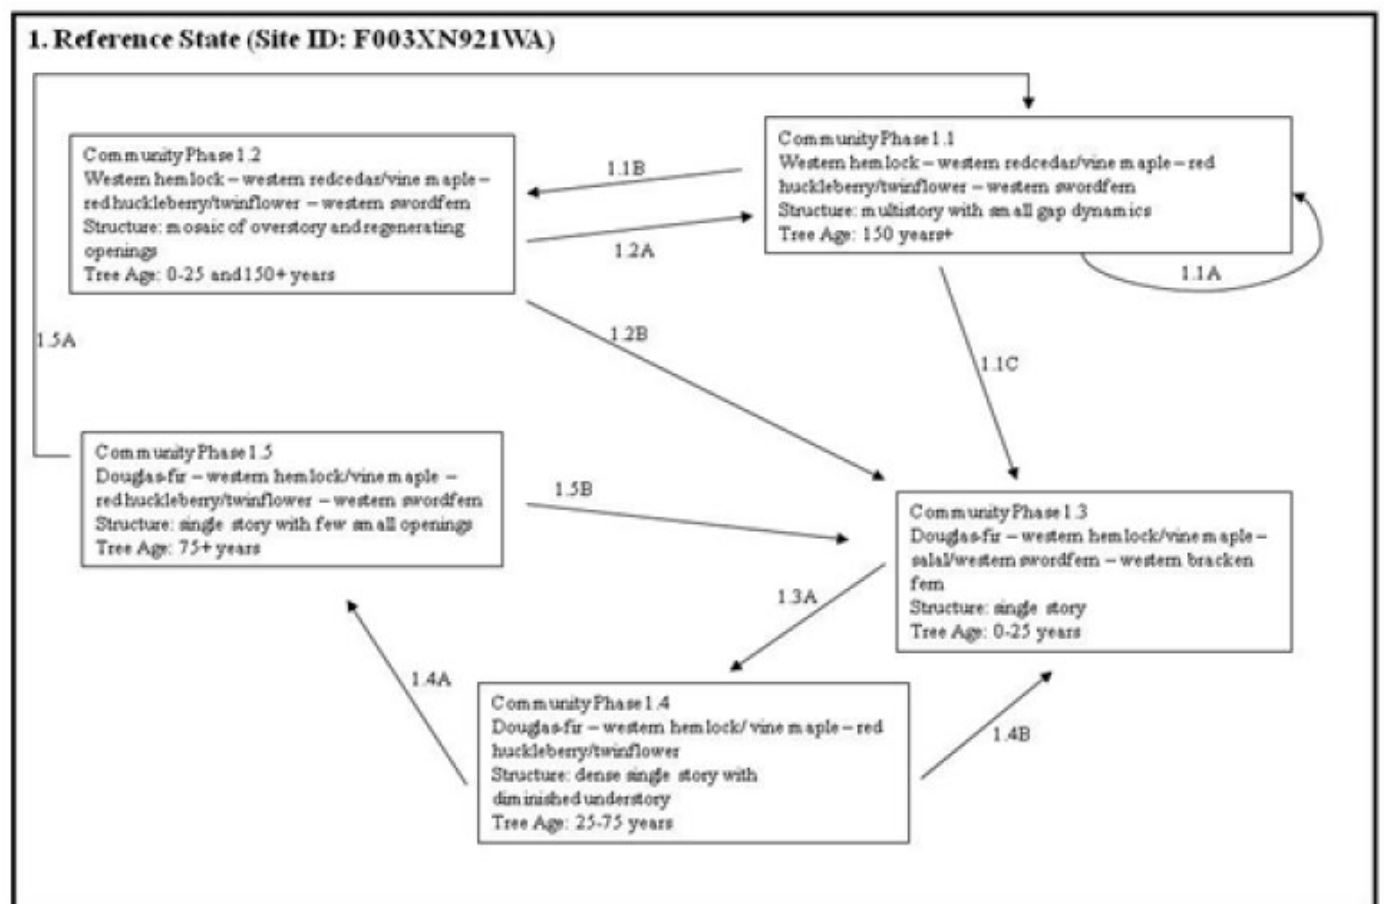 1. Reference State (Site ID: F003XN921WA)
Community Phase 1.2
Western hemlock – western redcedar/vine maple –
red huckleberry/twinflower – western swordfern
Structure: mosaic of overstory and regenerating
openings
Tree Age: 0-25 and 150+ years
1.1B
1.2A
Community Phase 1.1
Western hemlock – western redcedar/vine maple – red
huckleberry/twinflower – western swordfern
Structure: multistory with small gap dynamics
Tree Age: 150 years+
1.1A
1.5A
1.2B
1.1C
Community Phase 1.5
Douglas-fir – western hemlock/vine maple –
red huckleberry/twinflower – western swordfern
Structure: single story with few small openings
Tree Age: 75+ years
1.5B
Community Phase 1.3
Douglas-fir – western hemlock/vine maple –
salal/western swordfern – western bracken
fern
Structure: single story
Tree Age: 0-25 years
1.3A
1.4A
Community Phase 1.4
Douglas-fir – western hemlock/ vine maple – red
huckleberry/twinflower
Structure: dense single story with
diminished understory
Tree Age: 25-75 years
1.4B